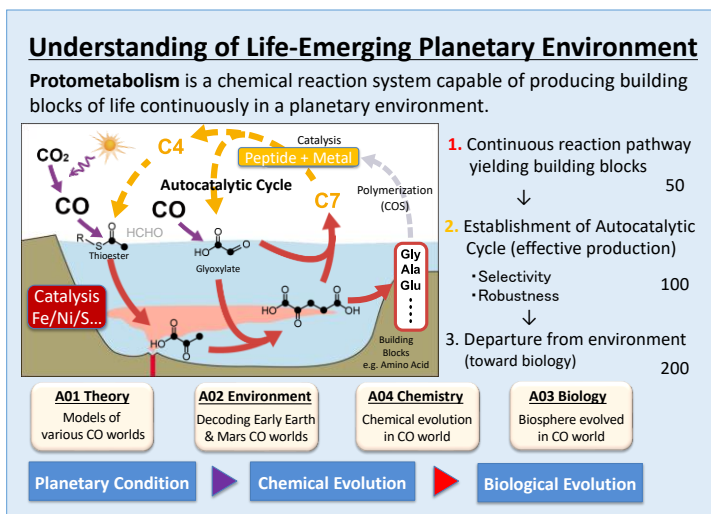 Understanding of Life-Emerging Planetary Environment
Protometabolism is a chemical reaction system capable of producing building
blocks of life continuously in a planetary environment.
CO₂
CO
C4
Catalysis
Peptide + Metal
Autocatalytic Cycle
CO
C7
Polymerization
(COS)
R
S
O
HCHO
Thioester
HO
O
O
Glyoxylate
Catalysis
Fe/Ni/S...
HO
O
O
HO
O
O
O
OH
Gly
Ala
Glu
⋮
Building
Blocks
e.g. Amino Acid
1. Continuous reaction pathway
yielding building blocks
50
↓
2. Establishment of Autocatalytic
Cycle (effective production)
・Selectivity
100
・Robustness
↓
3. Departure from environment
(toward biology)
200
A01 Theory
Models of
various CO worlds
A02 Environment
Decoding Early Earth
& Mars CO worlds
A04 Chemistry
Chemical evolution
in CO world
A03 Biology
Biosphere evolved
in CO world
Planetary Condition
Chemical Evolution
Biological Evolution